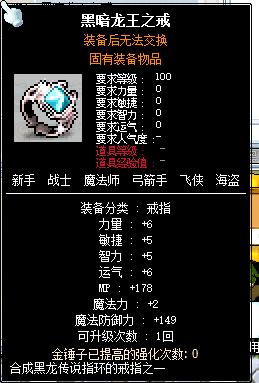 黑暗龙王之戒
装备后无法交换
固有装备物品
要求等级 : 100
要求力量 : 0
要求敏捷 : 0
要求智力 : 0
要求运气 : 0
要求人气度 : -
道具等级 : -
道具经验值 : -
新手 战士 魔法师 弓箭手 飞侠 海盗
装备分类 : 戒指
力量 : +6
敏捷 : +5
智力 : +5
运气 : +6
MP : +178
魔法力 : +2
魔法防御力 : +149
可升级次数 : 1回
金锤子已提高的强化次数: 0
合成黑龙传说指环的戒指之一